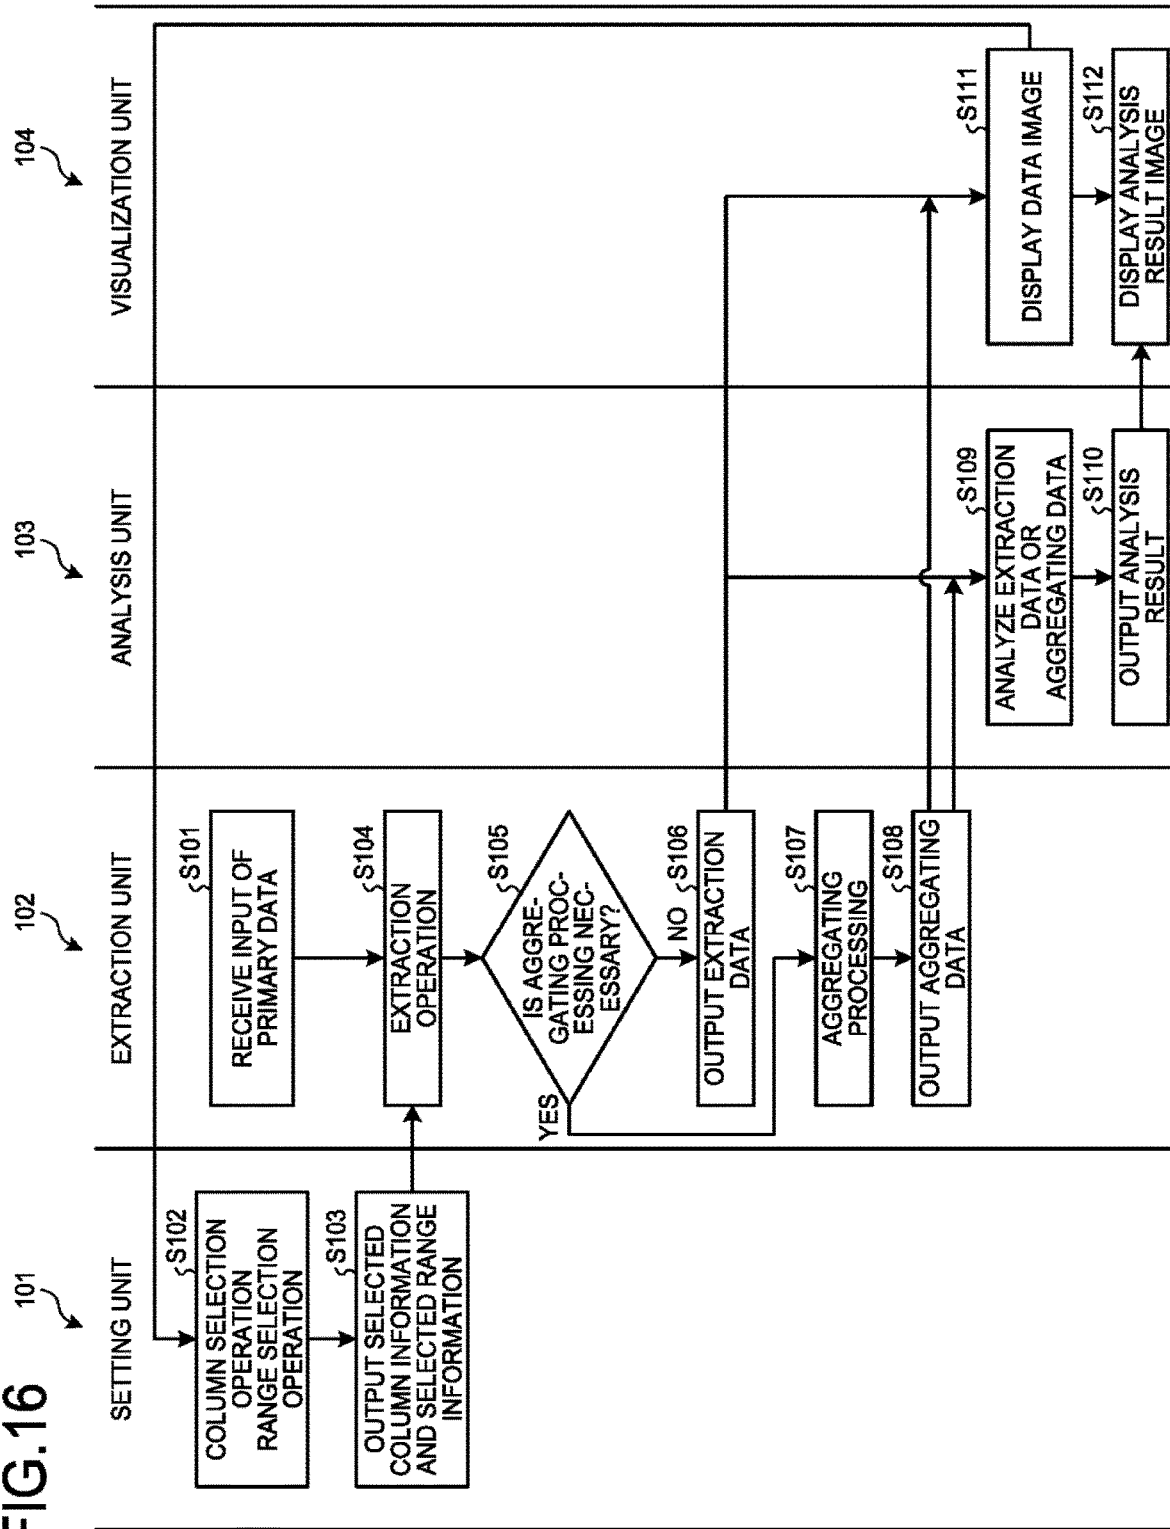 FIG.16
101
SETTING UNIT
S102
COLUMN SELECTION
OPERATION
RANGE SELECTION
OPERATION
S103
OUTPUT SELECTED
COLUMN INFORMATION
AND SELECTED RANGE
INFORMATION
102
EXTRACTION UNIT
S101
RECEIVE INPUT OF
PRIMARY DATA
S104
EXTRACTION
OPERATION
S105
IS AGGRE-
GATING PROC-
ESSING NEC-
ESSARY?
YES
NO
S106
OUTPUT EXTRACTION
DATA
S107
AGGREGATING
PROCESSING
S108
OUTPUT AGGREGATING
DATA
103
ANALYSIS UNIT
S109
ANALYZE EXTRACTION
DATA OR
AGGREGATING DATA
S110
OUTPUT ANALYSIS
RESULT
104
VISUALIZATION UNIT
S111
DISPLAY DATA IMAGE
S112
DISPLAY ANALYSIS
RESULT IMAGE